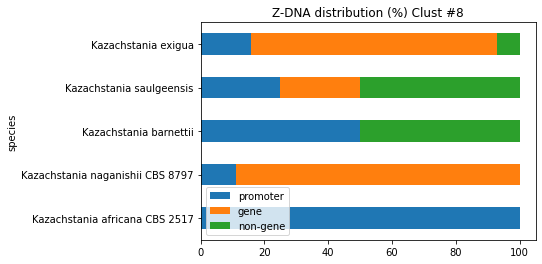 Z-DNA distribution (%) Clust #8
Kazachstania exigua
Kazachstania saulgeensis
Kazachstania barnettii
Kazachstania naganishii CBS 8797
Kazachstania africana CBS 2517
species
promoter
gene
non-gene
0 20 40 60 80 100